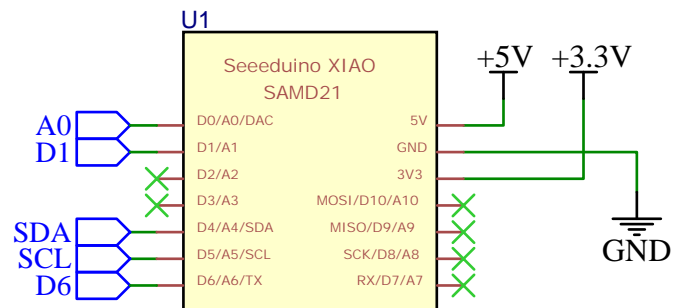 U1
Seeeduino XIAO
SAMD21
+5V
+3.3V
A0
D1
SDA
SCL
D6
D0/A0/DAC
D1/A1
D2/A2
D3/A3
D4/A4/SDA
D5/A5/SCL
D6/A6/TX
5V
GND
3V3
MOSI/D10/A10
MISO/D9/A9
SCK/D8/A8
RX/D7/A7
GND